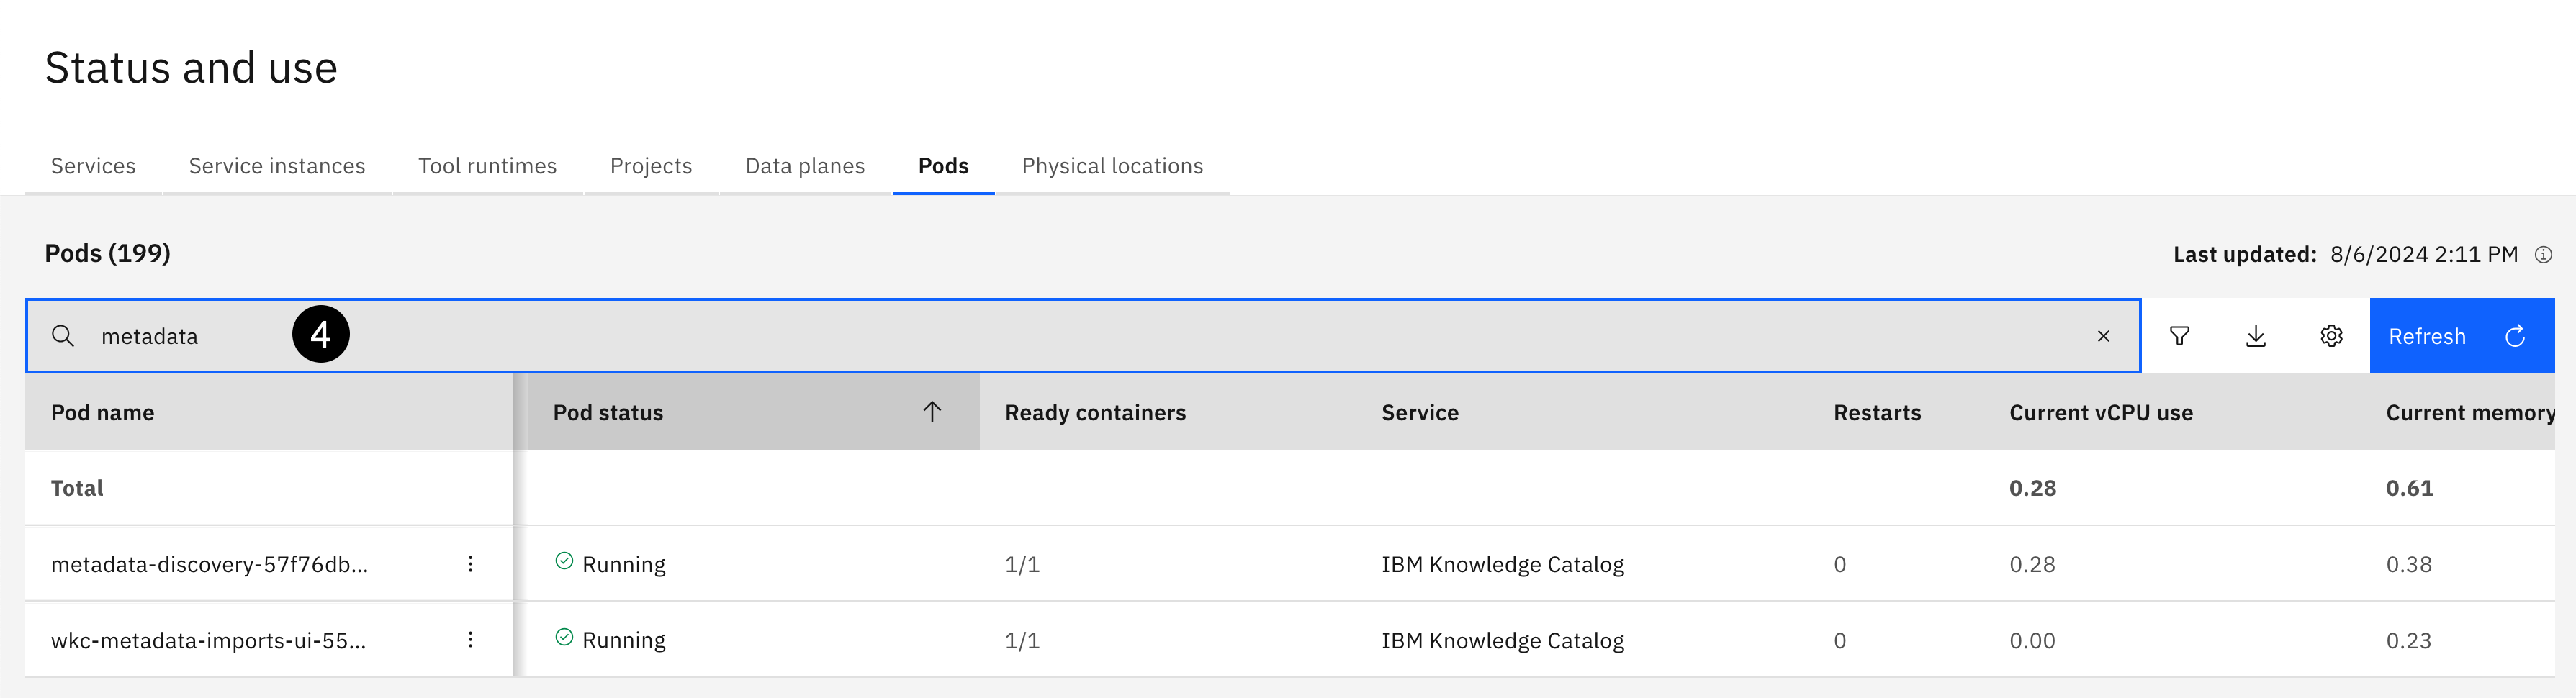 Status and use
Services Service instances Tool runtimes Projects Data planes Pods Physical locations
Pods (199) Last updated: 8/6/2024 2:11 PM
metadata 4 Refresh
Pod name Pod status Ready containers Service Restarts Current vCPU use Current memory
Total 0.28 0.61
metadata-discovery-57f76db... Running 1/1 IBM Knowledge Catalog 0 0.28 0.38
wkc-metadata-imports-ui-55... Running 1/1 IBM Knowledge Catalog 0 0.00 0.23